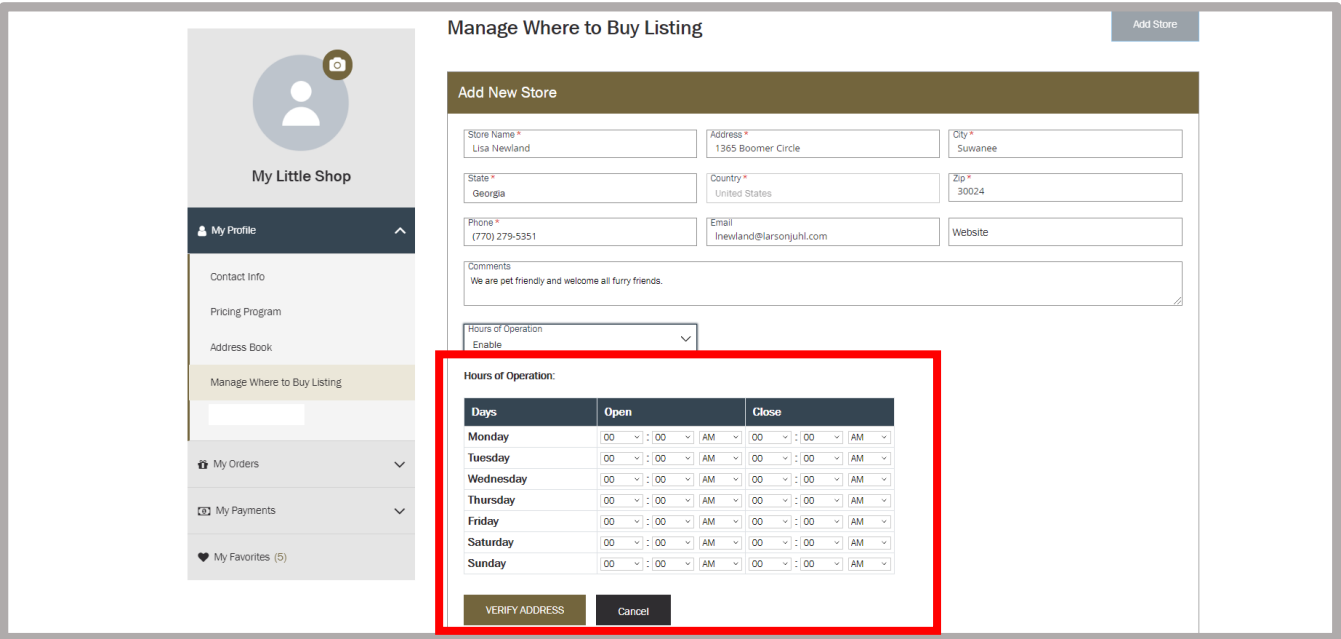 Manage Where to Buy Listing
Add Store
My Little Shop
My Profile
Contact Info
Pricing Program
Address Book
Manage Where to Buy Listing
My Orders
My Payments
My Favorites (5)
Add New Store
Store Name * Address * City *
Lisa Newland 1365 Boomer Circle Suwanee
State * Country * Zip *
Georgia United States 30024
Phone * Email Website
(770) 279-5351 lnewland@larsonjuhl.com
Comments
We are pet friendly and welcome all furry friends.
Hours of Operation
Enable
Hours of Operation:
Days Open Close
Monday 00 : 00 AM 00 : 00 AM
Tuesday 00 : 00 AM 00 : 00 AM
Wednesday 00 : 00 AM 00 : 00 AM
Thursday 00 : 00 AM 00 : 00 AM
Friday 00 : 00 AM 00 : 00 AM
Saturday 00 : 00 AM 00 : 00 AM
Sunday 00 : 00 AM 00 : 00 AM
VERIFY ADDRESS Cancel